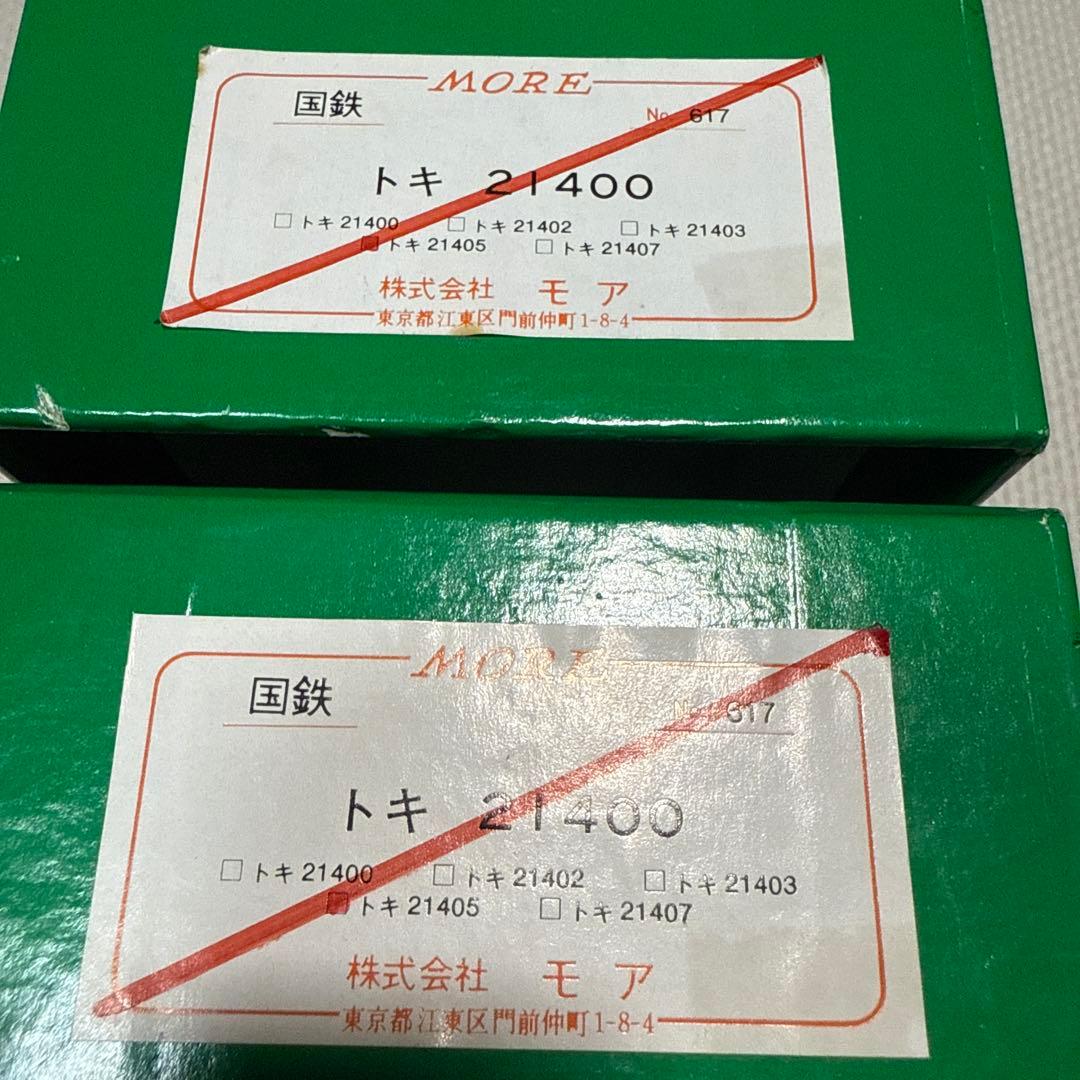 MORE
国鉄
No. 617
トキ 21400
□ トキ 21400 □ トキ 21402 □ トキ 21403
■ トキ 21405 □ トキ 21407
株式会社 モア
東京都江東区門前仲町1-8-4
MORE
国鉄
No. 617
トキ 21400
□ トキ 21400 □ トキ 21402 □ トキ 21403
■ トキ 21405 □ トキ 21407
株式会社 モア
東京都江東区門前仲町1-8-4